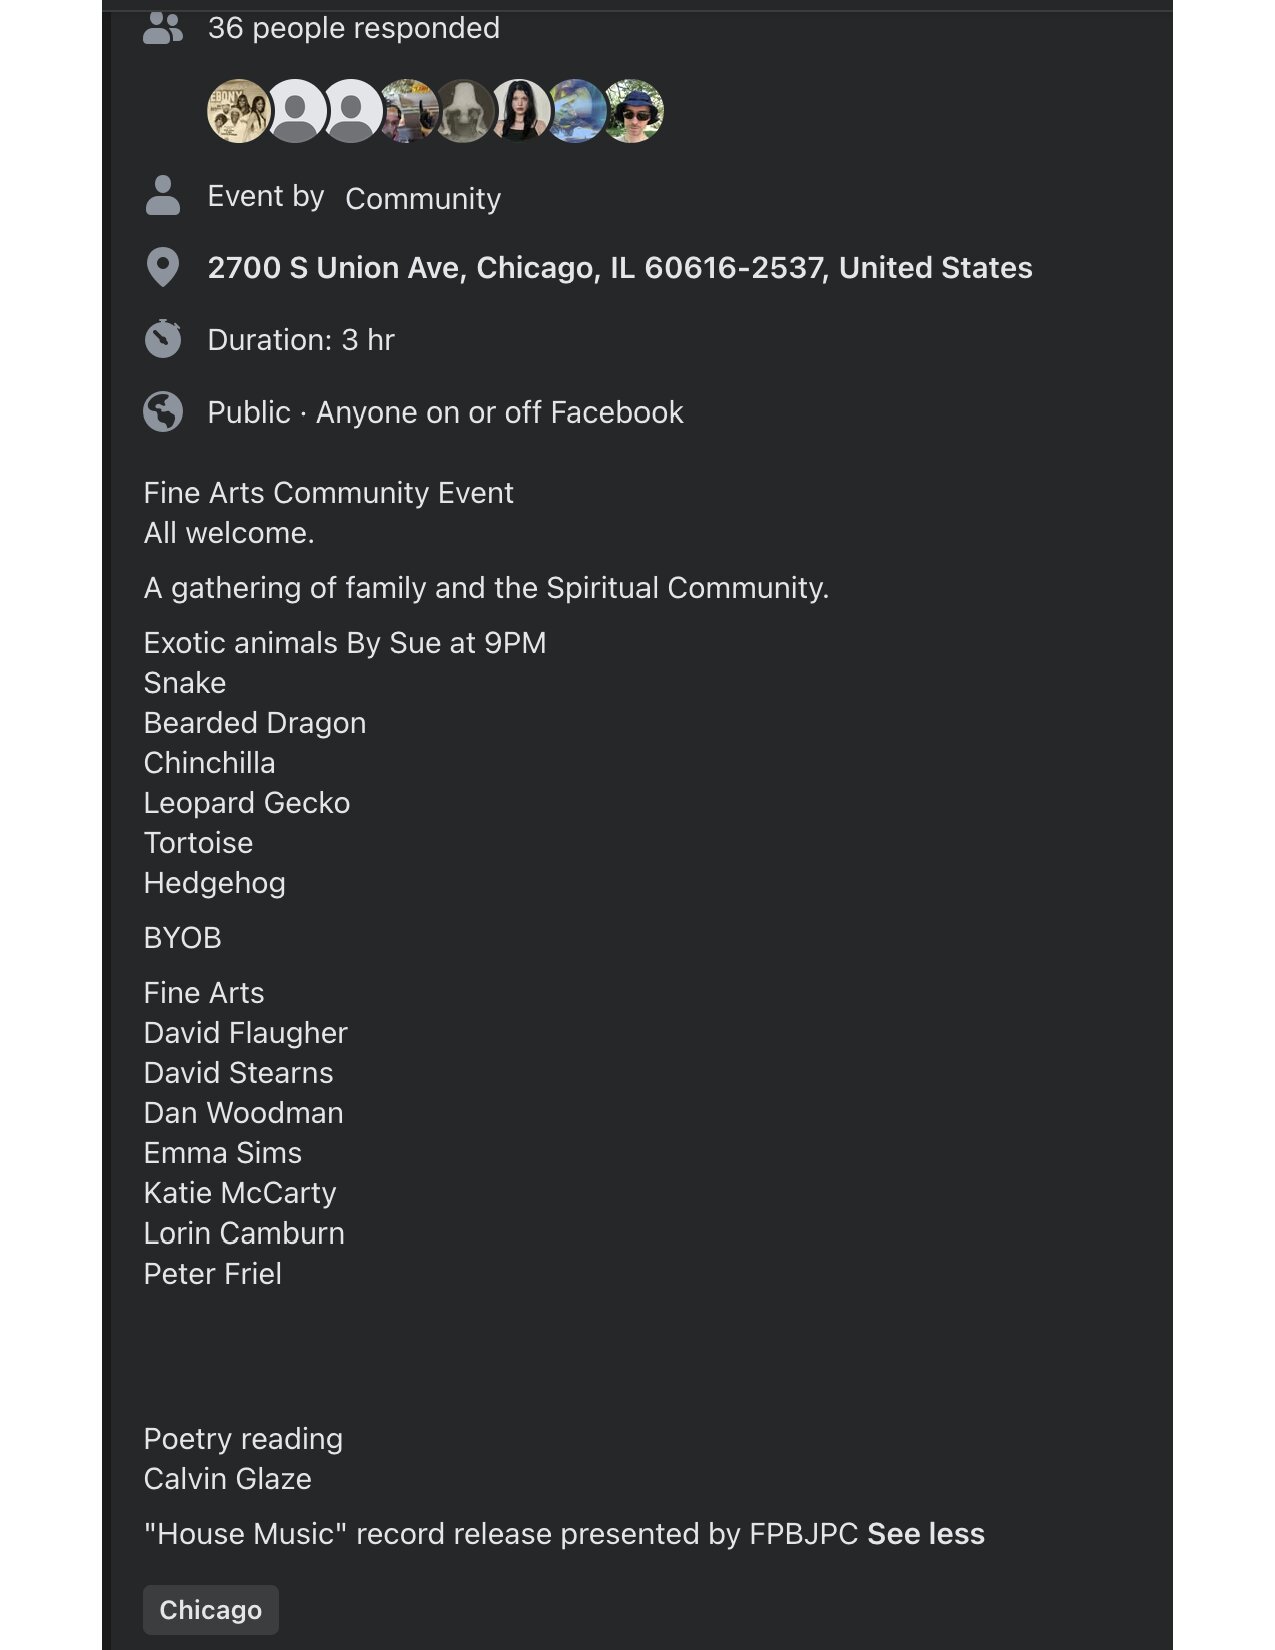 36 people responded
EBONY
Event by Community
2700 S Union Ave, Chicago, IL 60616-2537, United States
Duration: 3 hr
Public · Anyone on or off Facebook
Fine Arts Community Event
All welcome.
A gathering of family and the Spiritual Community.
Exotic animals By Sue at 9PM
Snake
Bearded Dragon
Chinchilla
Leopard Gecko
Tortoise
Hedgehog
BYOB
Fine Arts
David Flaugher
David Stearns
Dan Woodman
Emma Sims
Katie McCarty
Lorin Camburn
Peter Friel
Poetry reading
Calvin Glaze
"House Music" record release presented by FPBJPC See less
Chicago